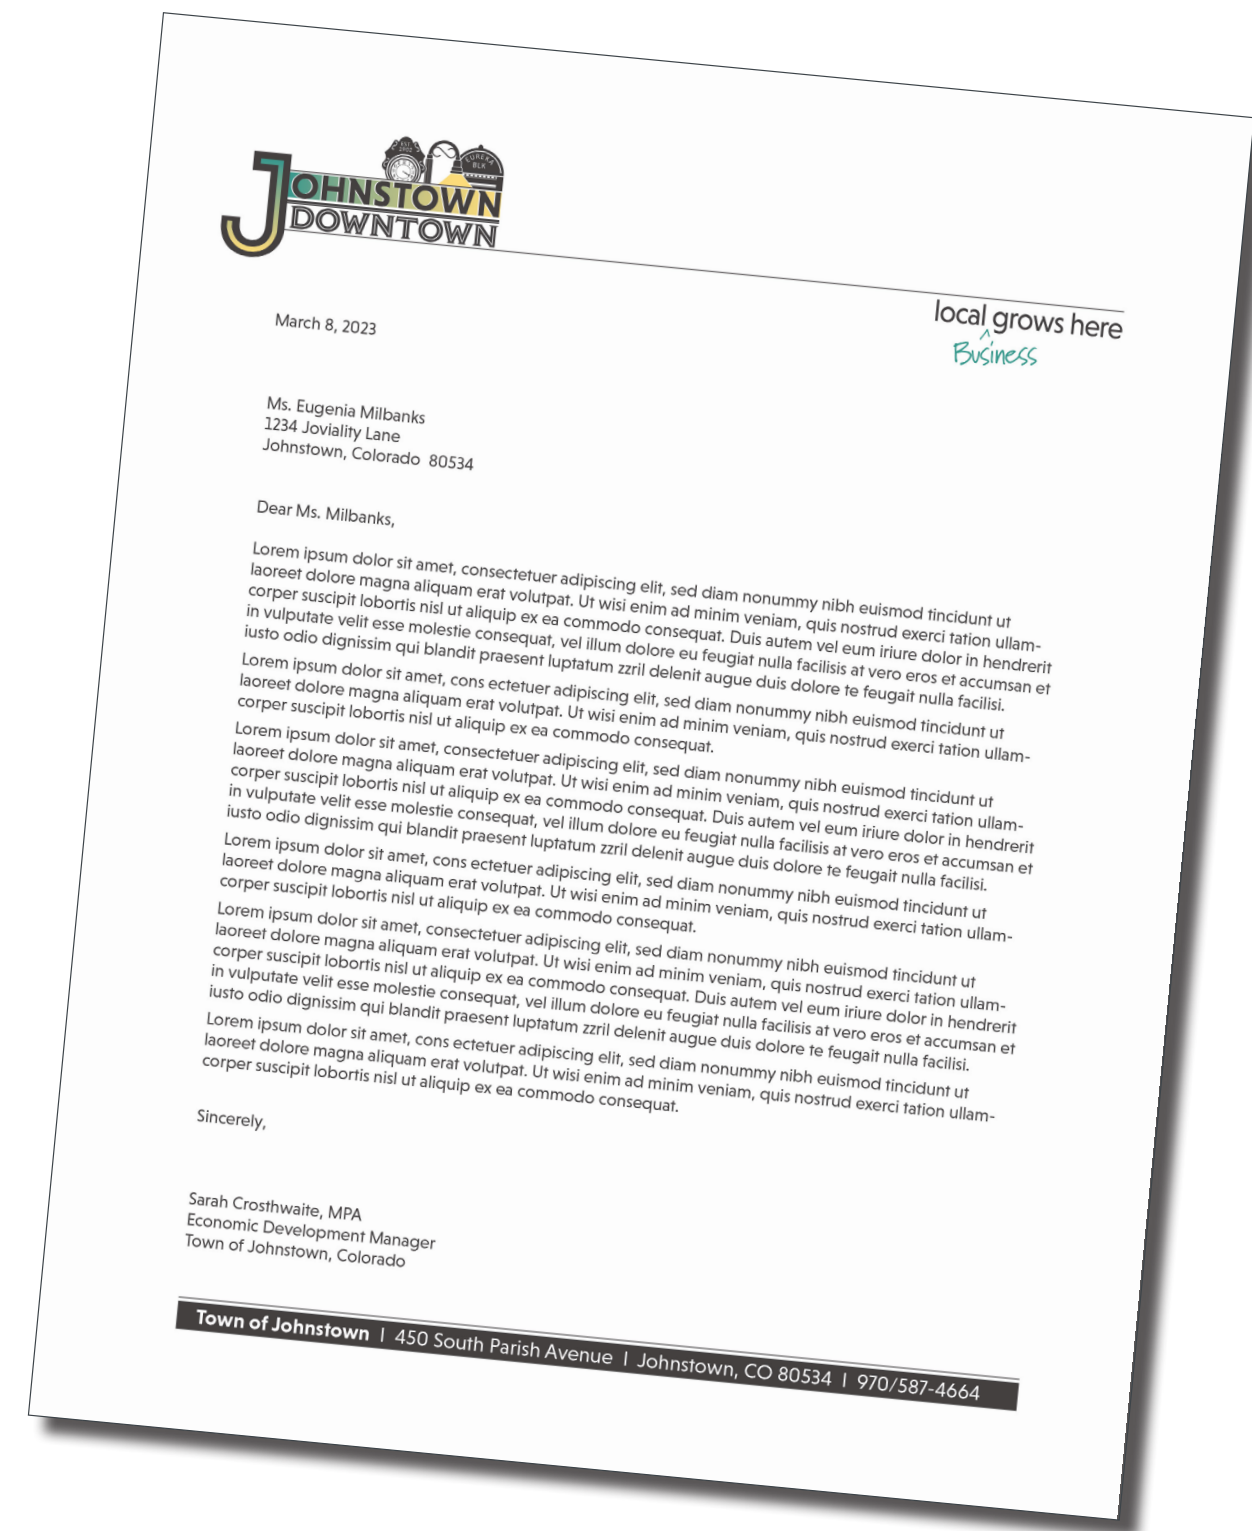 EST
1902
EUREKA
BLK
JOHNSTOWN
DOWNTOWN
local grows here
^
Business
March 8, 2023
Ms. Eugenia Milbanks
1234 Joviality Lane
Johnstown, Colorado  80534
Dear Ms. Milbanks,
Lorem ipsum dolor sit amet, consectetuer adipiscing elit, sed diam nonummy nibh euismod tincidunt ut
laoreet dolore magna aliquam erat volutpat. Ut wisi enim ad minim veniam, quis nostrud exerci tation ullam-
corper suscipit lobortis nisl ut aliquip ex ea commodo consequat. Duis autem vel eum iriure dolor in hendrerit
in vulputate velit esse molestie consequat, vel illum dolore eu feugiat nulla facilisis at vero eros et accumsan et
iusto odio dignissim qui blandit praesent luptatum zzril delenit augue duis dolore te feugait nulla facilisi.
Lorem ipsum dolor sit amet, cons ectetuer adipiscing elit, sed diam nonummy nibh euismod tincidunt ut
laoreet dolore magna aliquam erat volutpat. Ut wisi enim ad minim veniam, quis nostrud exerci tation ullam-
corper suscipit lobortis nisl ut aliquip ex ea commodo consequat.
Lorem ipsum dolor sit amet, consectetuer adipiscing elit, sed diam nonummy nibh euismod tincidunt ut
laoreet dolore magna aliquam erat volutpat. Ut wisi enim ad minim veniam, quis nostrud exerci tation ullam-
corper suscipit lobortis nisl ut aliquip ex ea commodo consequat. Duis autem vel eum iriure dolor in hendrerit
in vulputate velit esse molestie consequat, vel illum dolore eu feugiat nulla facilisis at vero eros et accumsan et
iusto odio dignissim qui blandit praesent luptatum zzril delenit augue duis dolore te feugait nulla facilisi.
Lorem ipsum dolor sit amet, cons ectetuer adipiscing elit, sed diam nonummy nibh euismod tincidunt ut
laoreet dolore magna aliquam erat volutpat. Ut wisi enim ad minim veniam, quis nostrud exerci tation ullam-
corper suscipit lobortis nisl ut aliquip ex ea commodo consequat.
Lorem ipsum dolor sit amet, consectetuer adipiscing elit, sed diam nonummy nibh euismod tincidunt ut
laoreet dolore magna aliquam erat volutpat. Ut wisi enim ad minim veniam, quis nostrud exerci tation ullam-
corper suscipit lobortis nisl ut aliquip ex ea commodo consequat. Duis autem vel eum iriure dolor in hendrerit
in vulputate velit esse molestie consequat, vel illum dolore eu feugiat nulla facilisis at vero eros et accumsan et
iusto odio dignissim qui blandit praesent luptatum zzril delenit augue duis dolore te feugait nulla facilisi.
Lorem ipsum dolor sit amet, cons ectetuer adipiscing elit, sed diam nonummy nibh euismod tincidunt ut
laoreet dolore magna aliquam erat volutpat. Ut wisi enim ad minim veniam, quis nostrud exerci tation ullam-
corper suscipit lobortis nisl ut aliquip ex ea commodo consequat.
Sincerely,
Sarah Crosthwaite, MPA
Economic Development Manager
Town of Johnstown, Colorado
Town of Johnstown | 450 South Parish Avenue | Johnstown, CO 80534 | 970/587-4664